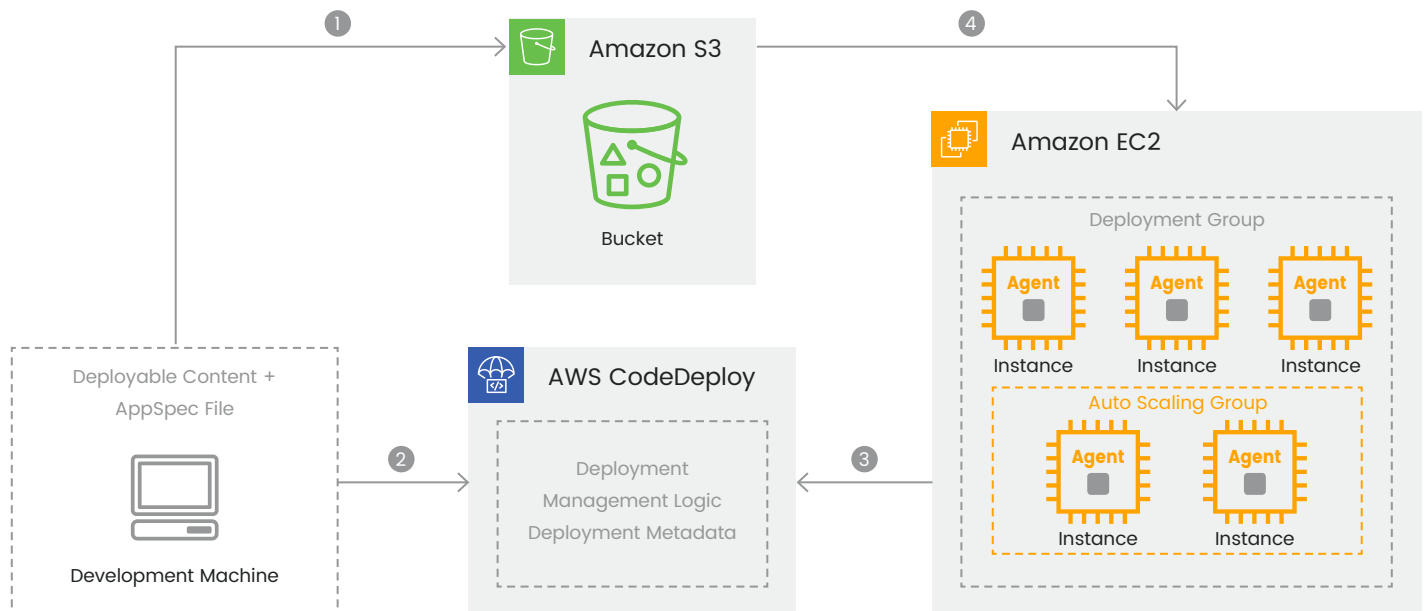 1
Amazon S3
Bucket
4
Amazon EC2
Deployment Group
Agent
Agent
Agent
Instance
Instance
Instance
Auto Scaling Group
Agent
Agent
Instance
Instance
Deployable Content +
AppSpec File
Development Machine
2
AWS CodeDeploy
</>
Deployment
Management Logic
Deployment Metadata
3